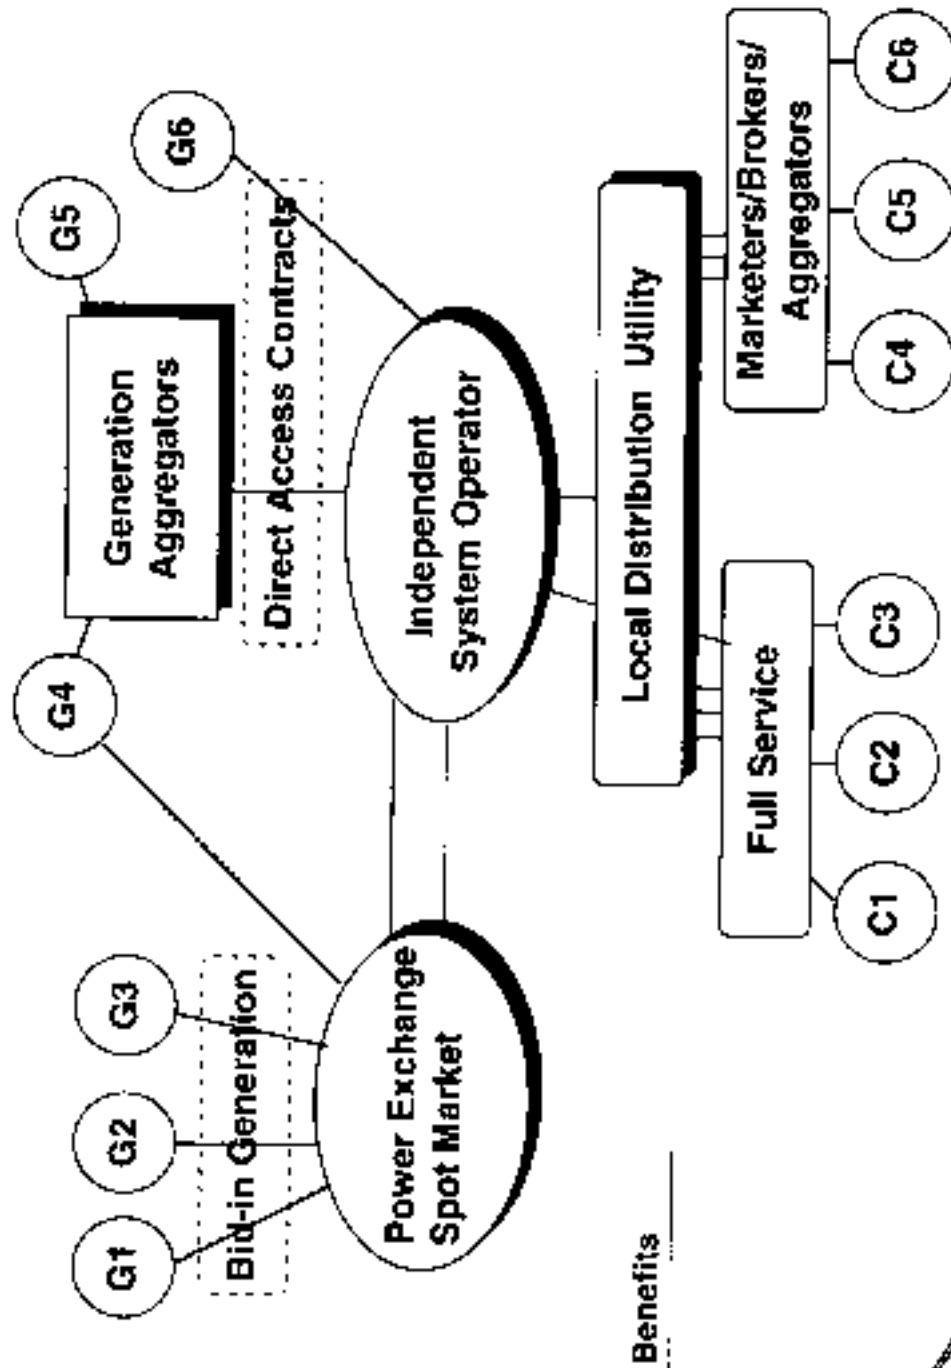 G1
G2
G3
G4
G5
G6
Bid-in Generation
Generation
Aggregators
Direct Access Contracts
Power Exchange
Spot Market
Independent
System Operator
Local Distribution Utility
Full Service
Marketers/Brokers/
Aggregators
C1
C2
C3
C4
C5
C6
Benefits